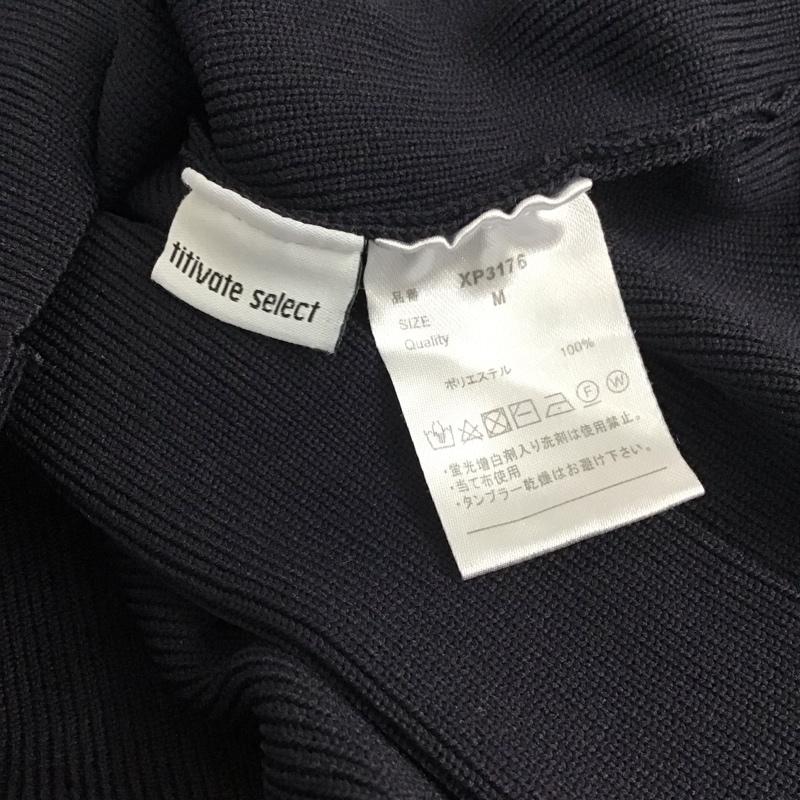 titivate select
品番 XP3176
SIZE M
Quality
ポリエステル 100%
F W
・蛍光増白剤入り洗剤は使用禁止。
・当て布使用
・タンブラー乾燥はお避け下さい。